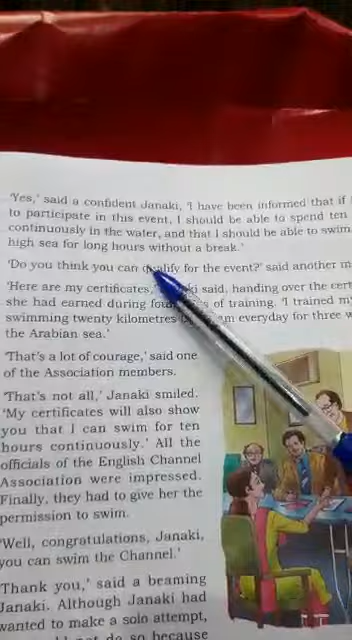 'Yes,' said a confident Janaki, 'I have been informed that if
to participate in this event, I should be able to spend ten
continuously in the water, and that I should be able to swim
high sea for long hours without a break.'
'Do you think you can qualify for the event?' said another
'Here are my certificates,' said, handing over the
she had earned during of training. 'I trained
swimming twenty kilometres everyday for three
the Arabian sea.'
'That's a lot of courage,' said one
of the Association members.
'That's not all,' Janaki smiled.
'My certificates will also show
you that I can swim for ten
hours continuously.' All the
officials of the English Channel
Association were impressed.
Finally, they had to give her the
permission to swim.
'Well, congratulations, Janaki,
you can swim the Channel.'
'Thank you,' said a beaming
Janaki. Although Janaki had
wanted to make a solo attempt,
not do so because